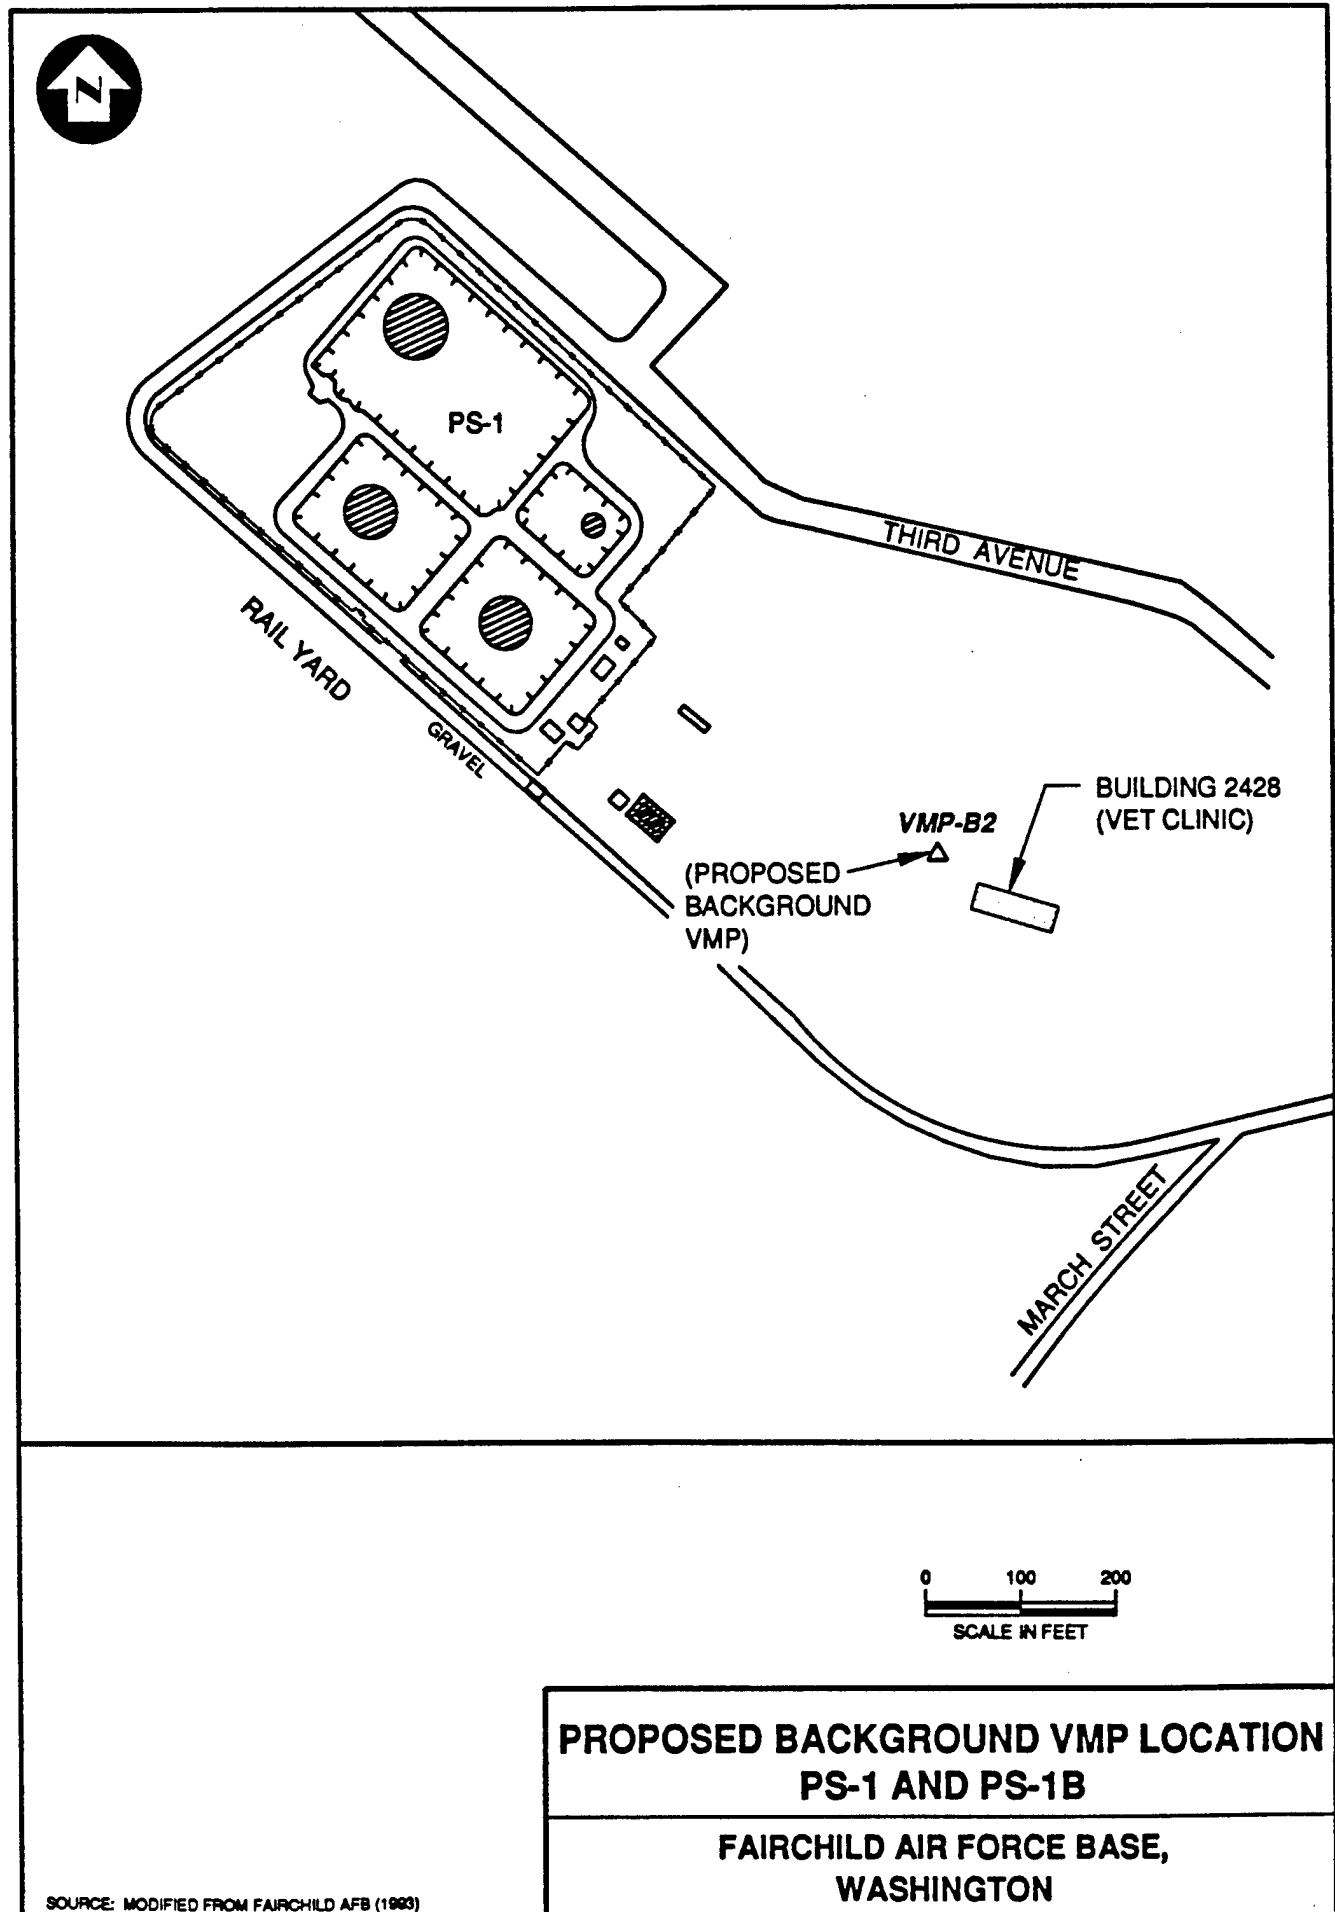 N
PS-1
THIRD AVENUE
RAIL YARD
GRAVEL
BUILDING 2428
(VET CLINIC)
VMP-B2
(PROPOSED
BACKGROUND
VMP)
MARCH STREET
0 100 200
SCALE IN FEET
PROPOSED BACKGROUND VMP LOCATION
PS-1 AND PS-1B
FAIRCHILD AIR FORCE BASE,
WASHINGTON
SOURCE: MODIFIED FROM FAIRCHILD AFB (1993)